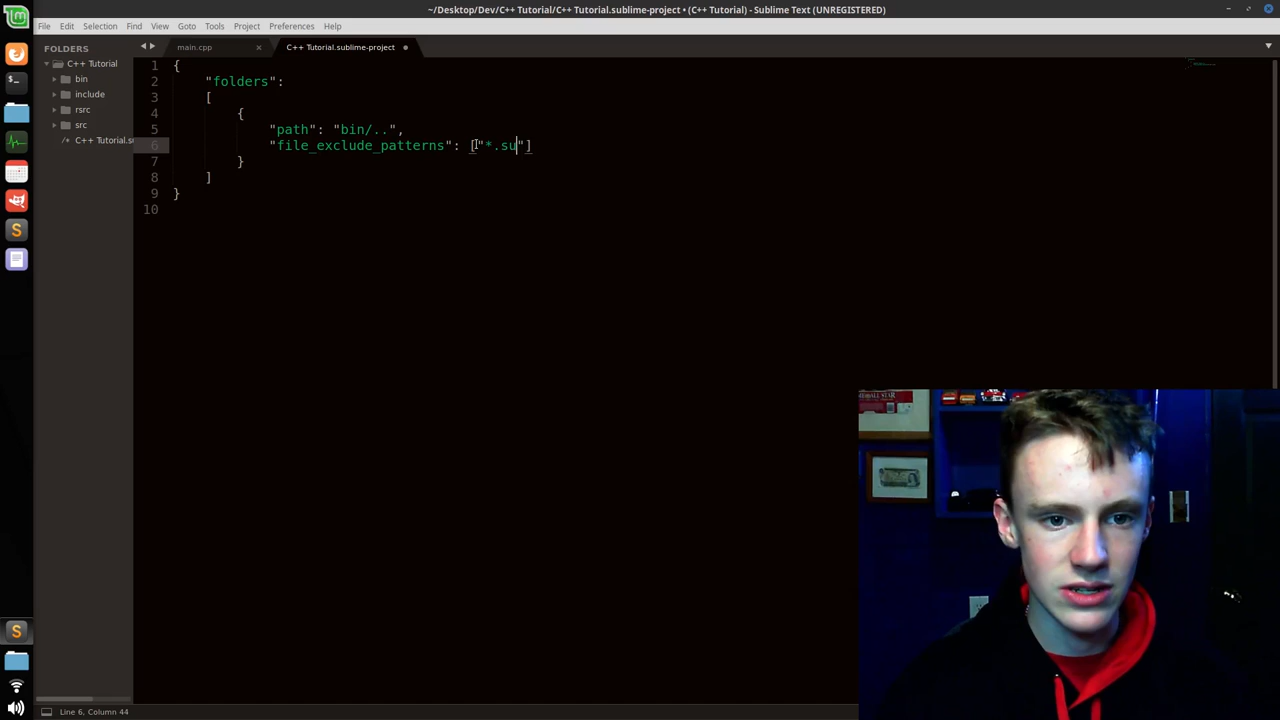 ~/Desktop/Dev/C++ Tutorial/C++ Tutorial.sublime-project • (C++ Tutorial) - Sublime Text (UNREGISTERED)
File Edit Selection Find View Goto Tools Project Preferences Help
FOLDERS
C++ Tutorial
bin
include
rsrc
src
C++ Tutorial.su
main.cpp × C++ Tutorial.sublime-project •
1 {
2 "folders":
3 [
4 {
5 "path": "bin/..",
6 "file_exclude_patterns": ["*.su"]
7 }
8 ]
9 }
10
Line 6, Column 44